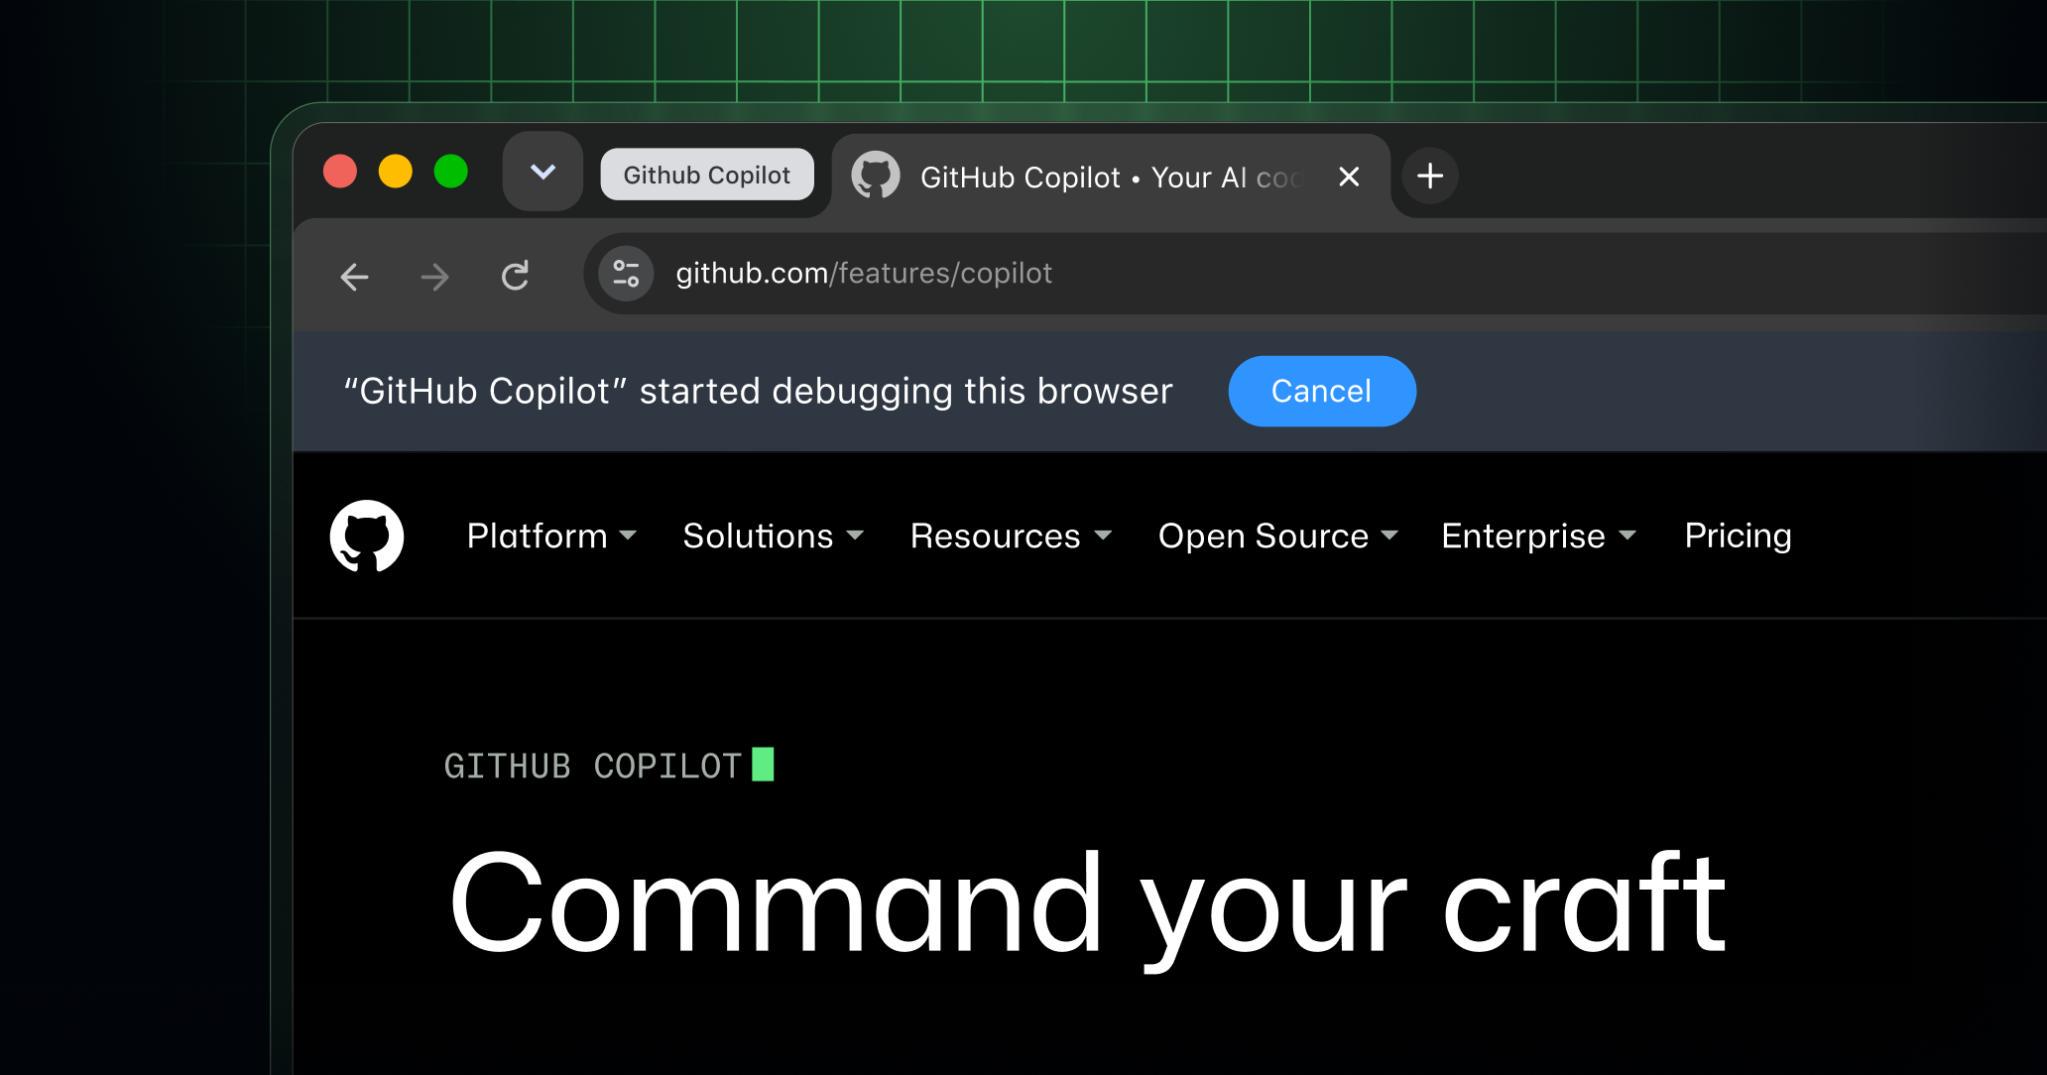 Github Copilot
GitHub Copilot • Your AI
github.com/features/copilot
“GitHub Copilot” started debugging this browser
Cancel
Platform
Solutions
Resources
Open Source
Enterprise
Pricing
GITHUB COPILOT
Command your craft